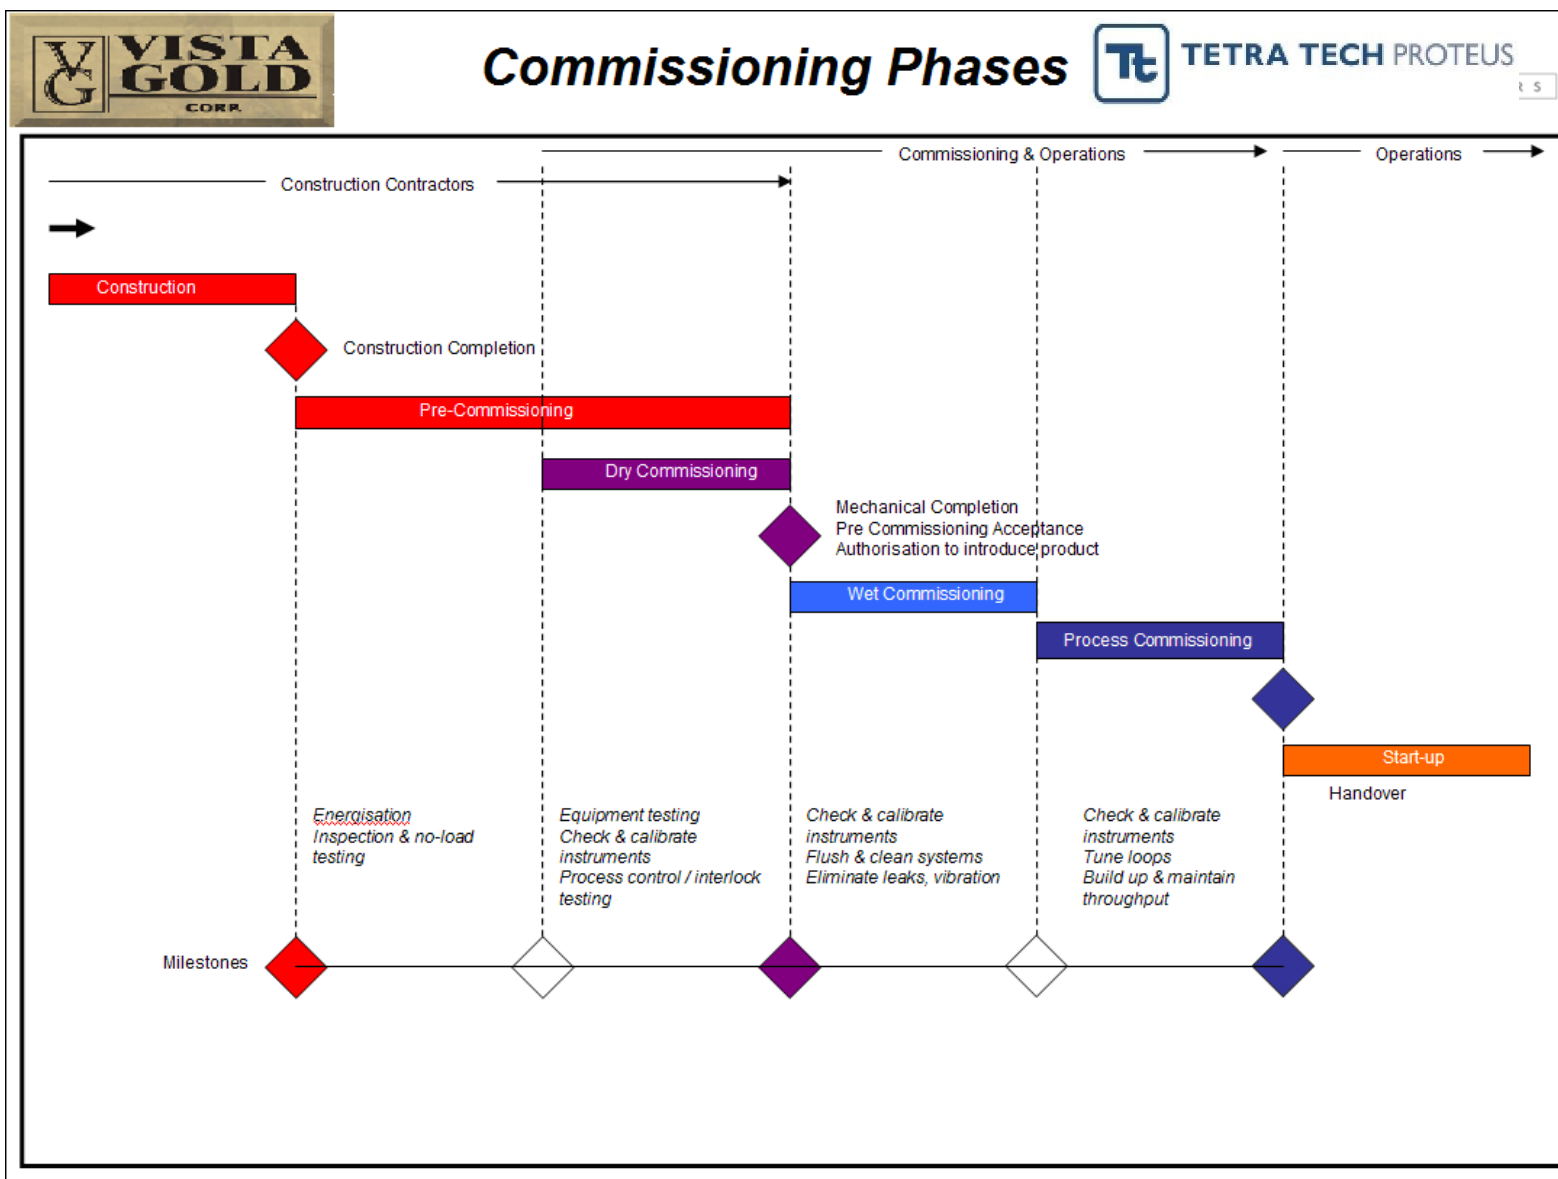 VG
VISTA
GOLD
CORP.
Commissioning Phases
Tt
TETRA TECH PROTEUS
R S
Commissioning & Operations
Operations
Construction Contractors
Construction
Construction Completion
Pre-Commissioning
Dry Commissioning
Mechanical Completion
Pre Commissioning Acceptance
Authorisation to introduce product
Wet Commissioning
Process Commissioning
Start-up
Handover
Energisation
Inspection & no-load
testing
Equipment testing
Check & calibrate
instruments
Process control / interlock
testing
Check & calibrate
instruments
Flush & clean systems
Eliminate leaks, vibration
Check & calibrate
instruments
Tune loops
Build up & maintain
throughput
Milestones